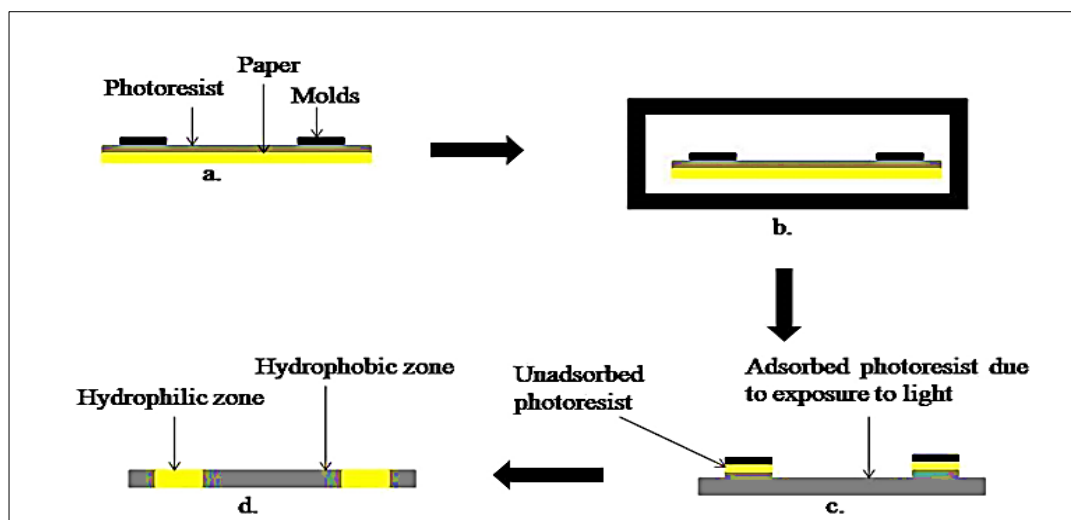 Paper
Photoresist
Molds
a.
b.
Unadsorbed
photoresist
Adsorbed photoresist due
to exposure to light
Hydrophobic zone
Hydrophilic zone
d.
c.